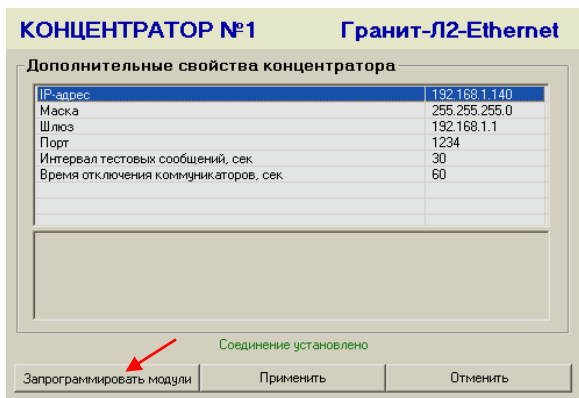 КОНЦЕНТРАТОР №1 Гранит-Л2-Ethernet
Дополнительные свойства концентратора
IP-адрес 192.168.1.140
Маска 255.255.255.0
Шлюз 192.168.1.1
Порт 1234
Интервал тестовых сообщений, сек 30
Время отключения коммуникаторов, сек 60
Соединение установлено
Запрограммировать модули Применить Отменить